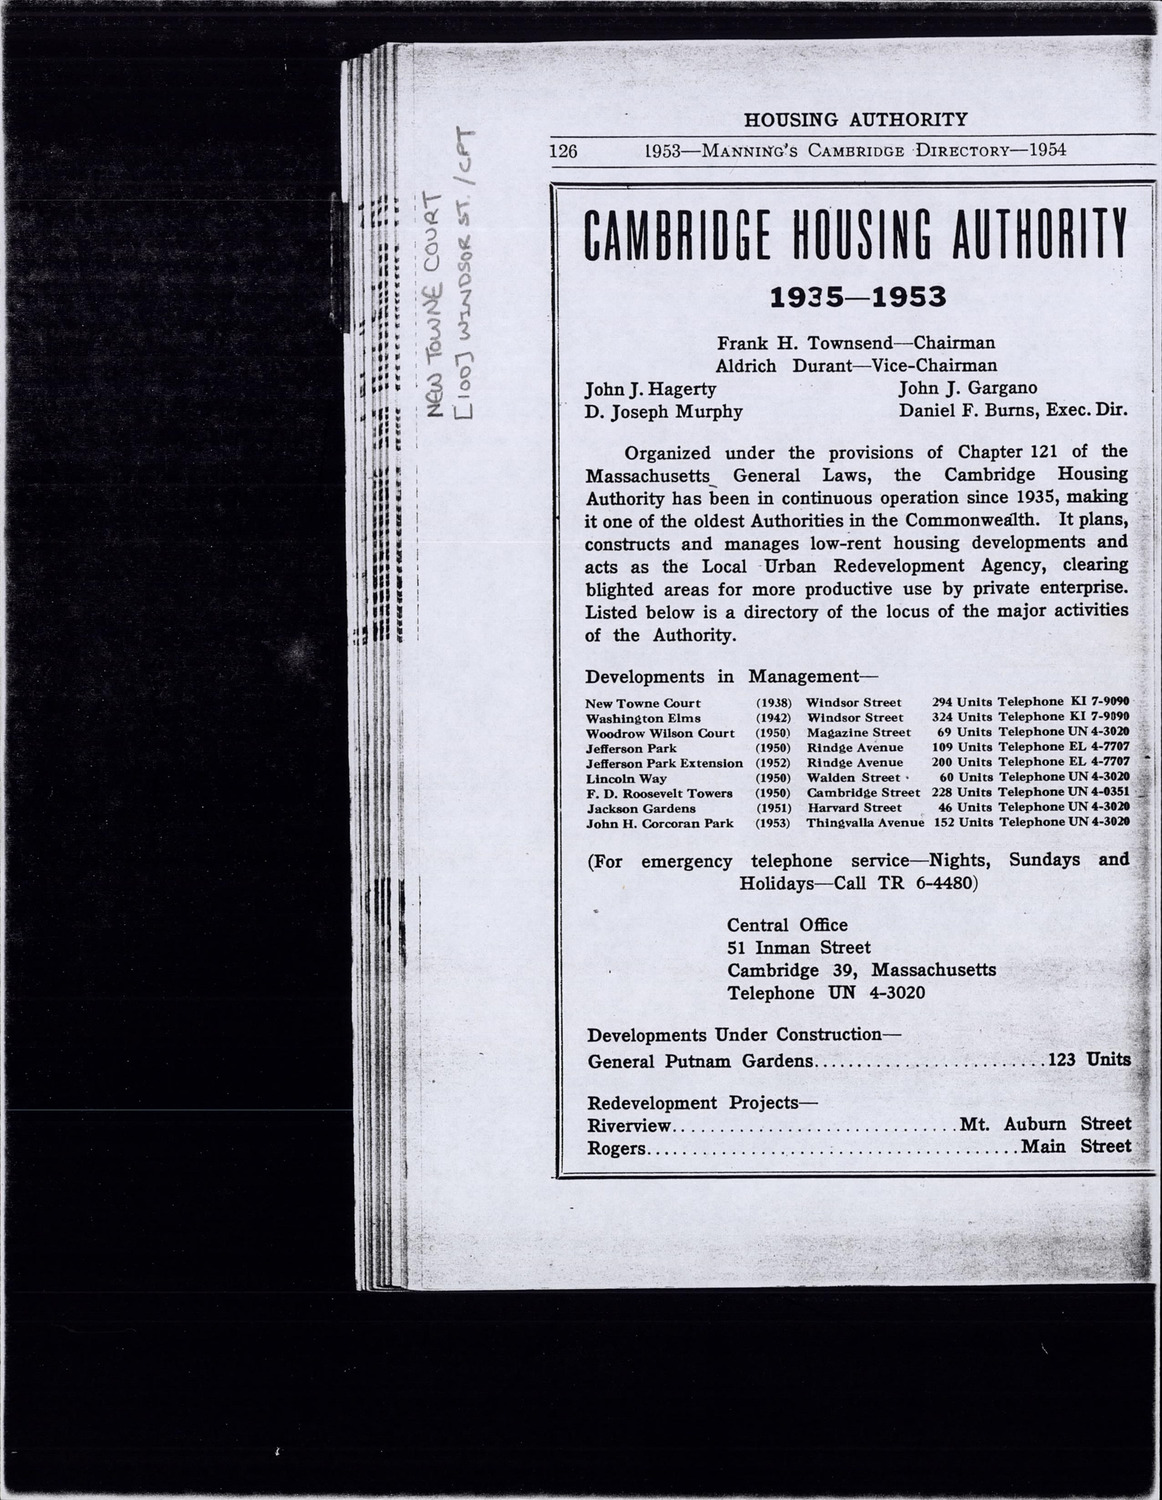 NEW TOWNE COURT
[100] WINDSOR ST. / CPT
HOUSING AUTHORITY
126 1953—MANNING'S CAMBRIDGE DIRECTORY—1954
CAMBRIDGE HOUSING AUTHORITY
1935—1953
Frank H. Townsend—Chairman
Aldrich Durant—Vice-Chairman
John J. Hagerty John J. Gargano
D. Joseph Murphy Daniel F. Burns, Exec. Dir.
Organized under the provisions of Chapter 121 of the
Massachusetts General Laws, the Cambridge Housing
Authority has been in continuous operation since 1935, making
it one of the oldest Authorities in the Commonwealth. It plans,
constructs and manages low-rent housing developments and
acts as the Local Urban Redevelopment Agency, clearing
blighted areas for more productive use by private enterprise.
Listed below is a directory of the locus of the major activities
of the Authority.
Developments in Management—
New Towne Court (1938) Windsor Street 294 Units Telephone KI 7-9090
Washington Elms (1942) Windsor Street 324 Units Telephone KI 7-9090
Woodrow Wilson Court (1950) Magazine Street 69 Units Telephone UN 4-3020
Jefferson Park (1950) Rindge Avenue 109 Units Telephone EL 4-7707
Jefferson Park Extension (1952) Rindge Avenue 200 Units Telephone EL 4-7707
Lincoln Way (1950) Walden Street 60 Units Telephone UN 4-3020
F. D. Roosevelt Towers (1950) Cambridge Street 228 Units Telephone UN 4-0351
Jackson Gardens (1951) Harvard Street 46 Units Telephone UN 4-3020
John H. Corcoran Park (1953) Thingvalla Avenue 152 Units Telephone UN 4-3020
(For emergency telephone service—Nights, Sundays and
Holidays—Call TR 6-4480)
Central Office
51 Inman Street
Cambridge 39, Massachusetts
Telephone UN 4-3020
Developments Under Construction—
General Putnam Gardens.........................123 Units
Redevelopment Projects—
Riverview..............................Mt. Auburn Street
Rogers.......................................Main Street